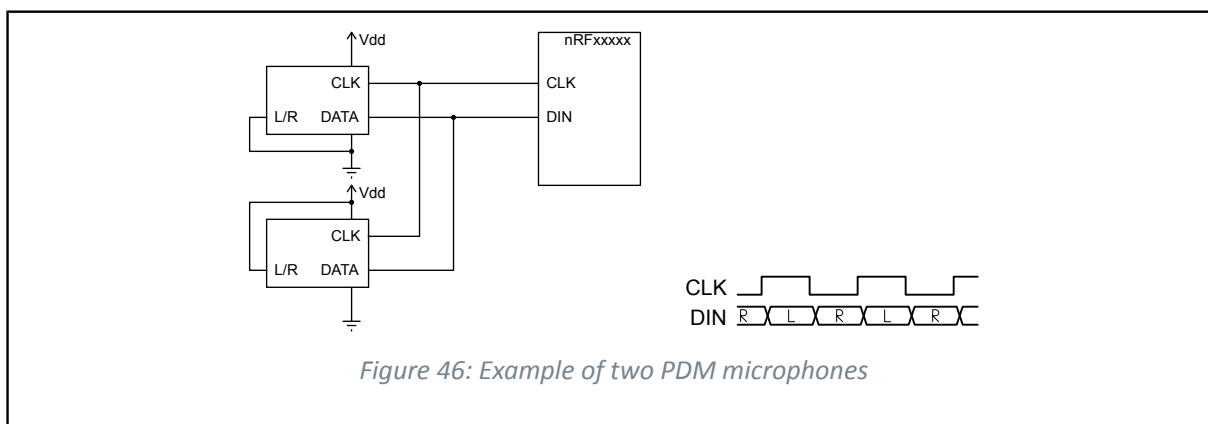 Vdd
nRFxxxxx
CLK
CLK
L/R
DATA
DIN
Vdd
CLK
L/R
DATA
CLK
DIN
R L R L R
Figure 46: Example of two PDM microphones